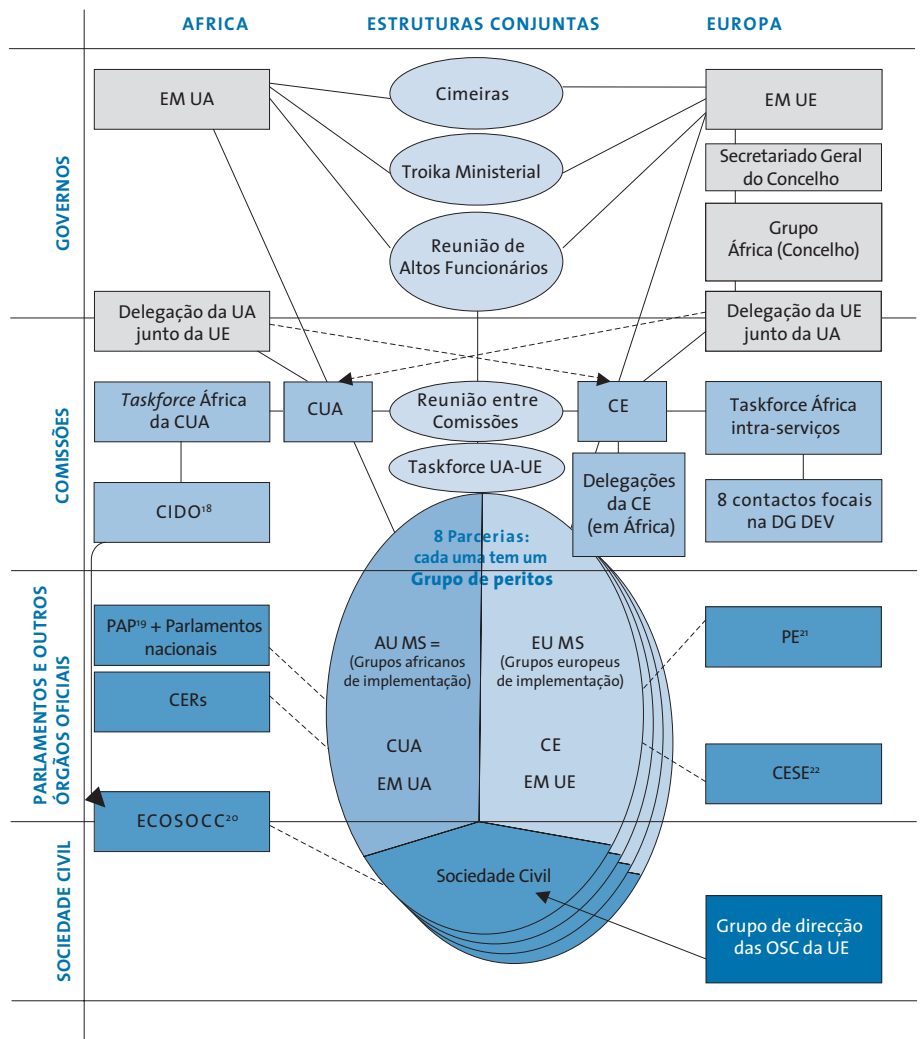 AFRICA
ESTRUTURAS CONJUNTAS
EUROPA
GOVERNOS
EM UA
Cimeiras
EM UE
Troika Ministerial
Secretariado Geral
do Concelho
Reunião de
Altos Funcionários
Grupo
África (Concelho)
Delegação da UA
junto da UE
Delegação da UE
junto da UA
COMISSÕES
Taskforce África
da CUA
CUA
Reunião entre
Comissões
CE
Taskforce África
intra-serviços
Taskforce UA-UE
CIDO¹⁸
Delegações
da CE
(em África)
8 contactos focais
na DG DEV
8 Parcerias:
cada uma tem um
Grupo de peritos
PARLAMENTOS E OUTROS
ÓRGÃOS OFICIAIS
PAP¹⁹ + Parlamentos
nacionais
AU MS =
(Grupos africanos
de implementação)
EU MS
(Grupos europeus
de implementação)
PE²¹
CERs
CUA
EM UA
CE
EM UE
CESE²²
ECOSOCC²⁰
SOCIEDADE CIVIL
Sociedade Civil
Grupo de direcção
das OSC da UE